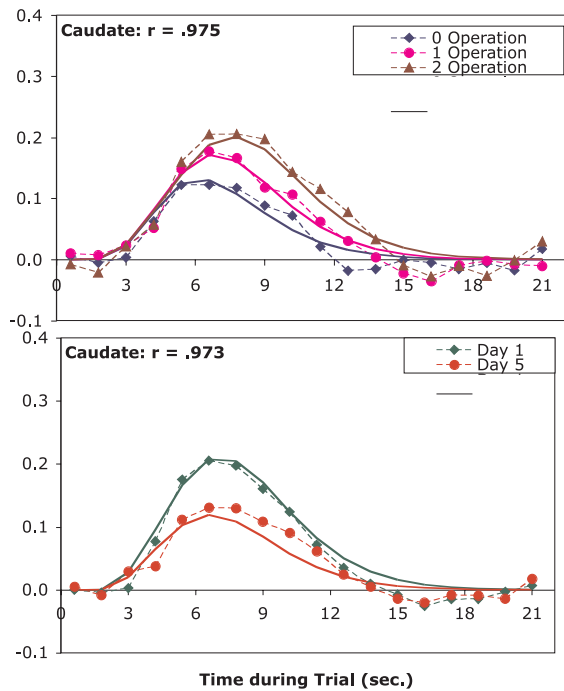 0.4
Caudate: r = .975
0 Operation
1 Operation
2 Operation
0.3
0.2
0.1
0.0
0 3 6 9 12 15 18 21
-0.1
0.4
Caudate: r = .973
Day 1
Day 5
0.3
0.2
0.1
0.0
0 3 6 9 12 15 18 21
-0.1
Time during Trial (sec.)